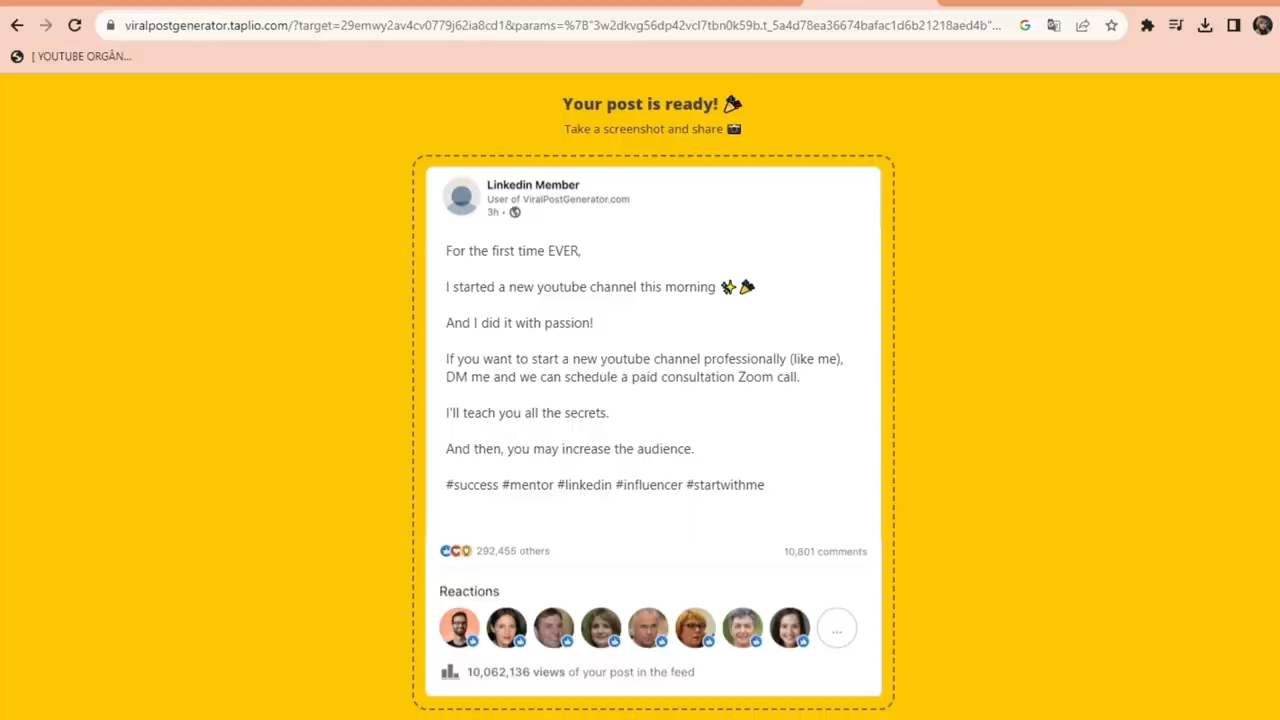 viralpostgenerator.taplio.com/?target=29emwy2av4cv0779j62ia8cd1&params=%7B"3w2dkvg56dp42vcl7tbn0k59b.t_5a4d78ea36674bafac1d6b21218aed4b"...
[ YOUTUBE ORGÂN...
Your post is ready!
Take a screenshot and share
Linkedin Member
User of ViralPostGenerator.com
3h •
For the first time EVER,
I started a new youtube channel this morning ✨🎉
And I did it with passion!
If you want to start a new youtube channel professionally (like me),
DM me and we can schedule a paid consultation Zoom call.
I'll teach you all the secrets.
And then, you may increase the audience.
#success #mentor #linkedin #influencer #startwithme
292,455 others
10,801 comments
Reactions
...
10,062,136 views of your post in the feed